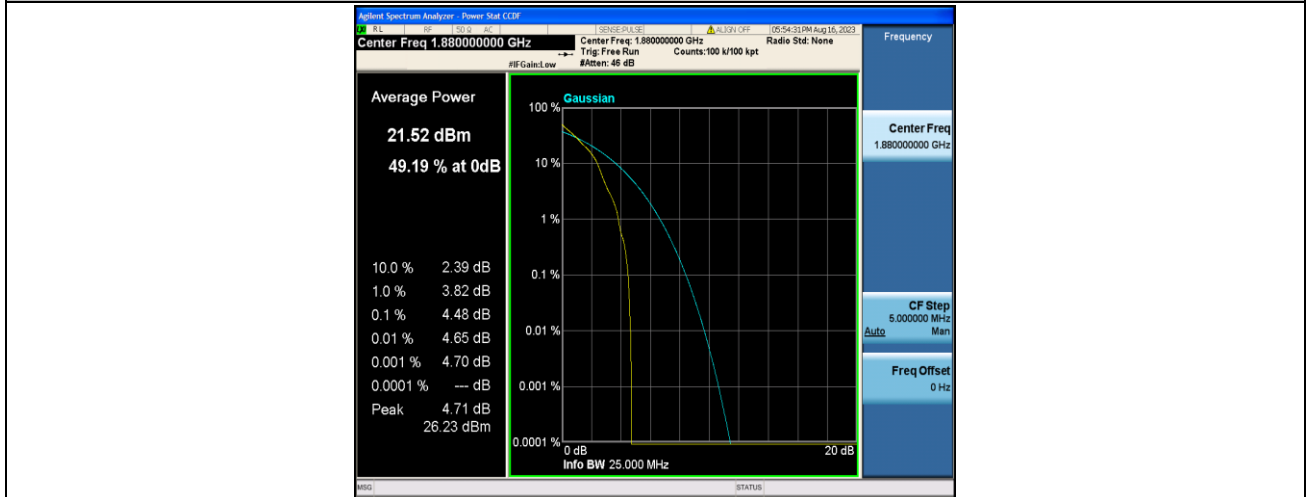 Agilent Spectrum Analyzer - Power Stat CCDF
RL RF 50 Ω AC SENSE:PULSE ALIGN OFF 05:54:31 PM Aug 16, 2023
Center Freq 1.880000000 GHz
Center Freq: 1.880000000 GHz Radio Std: None
Trig: Free Run Counts:100 k/100 kpt
#IFGain:Low #Atten: 46 dB
Frequency
Average Power
21.52 dBm
49.19 % at 0dB
10.0 % 2.39 dB
1.0 % 3.82 dB
0.1 % 4.48 dB
0.01 % 4.65 dB
0.001 % 4.70 dB
0.0001 % --- dB
Peak 4.71 dB
26.23 dBm
Gaussian
100 %
10 %
1 %
0.1 %
0.01 %
0.001 %
0.0001 %
0 dB 20 dB
Info BW 25.000 MHz
Center Freq
1.880000000 GHz
CF Step
5.000000 MHz
Auto Man
Freq Offset
0 Hz
MSG STATUS